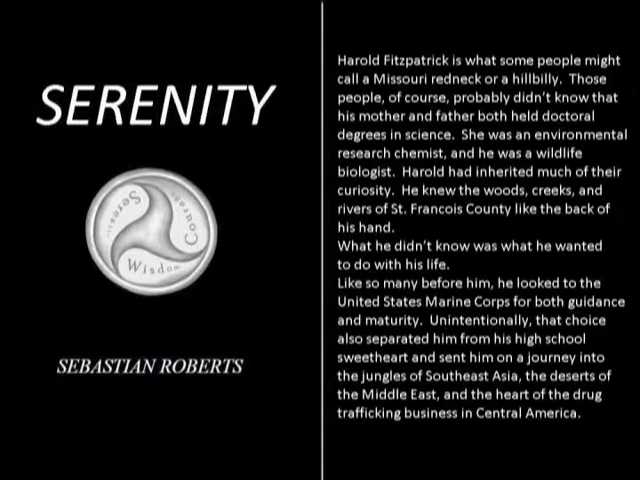 SERENITY
Serenity
Courage
Wisdom
SEBASTIAN ROBERTS
Harold Fitzpatrick is what some people might
call a Missouri redneck or a hillbilly. Those
people, of course, probably didn't know that
his mother and father both held doctoral
degrees in science. She was an environmental
research chemist, and he was a wildlife
biologist. Harold had inherited much of their
curiosity. He knew the woods, creeks, and
rivers of St. Francois County like the back of
his hand.
What he didn't know was what he wanted
to do with his life.
Like so many before him, he looked to the
United States Marine Corps for both guidance
and maturity. Unintentionally, that choice
also separated him from his high school
sweetheart and sent him on a journey into
the jungles of Southeast Asia, the deserts of
the Middle East, and the heart of the drug
trafficking business in Central America.